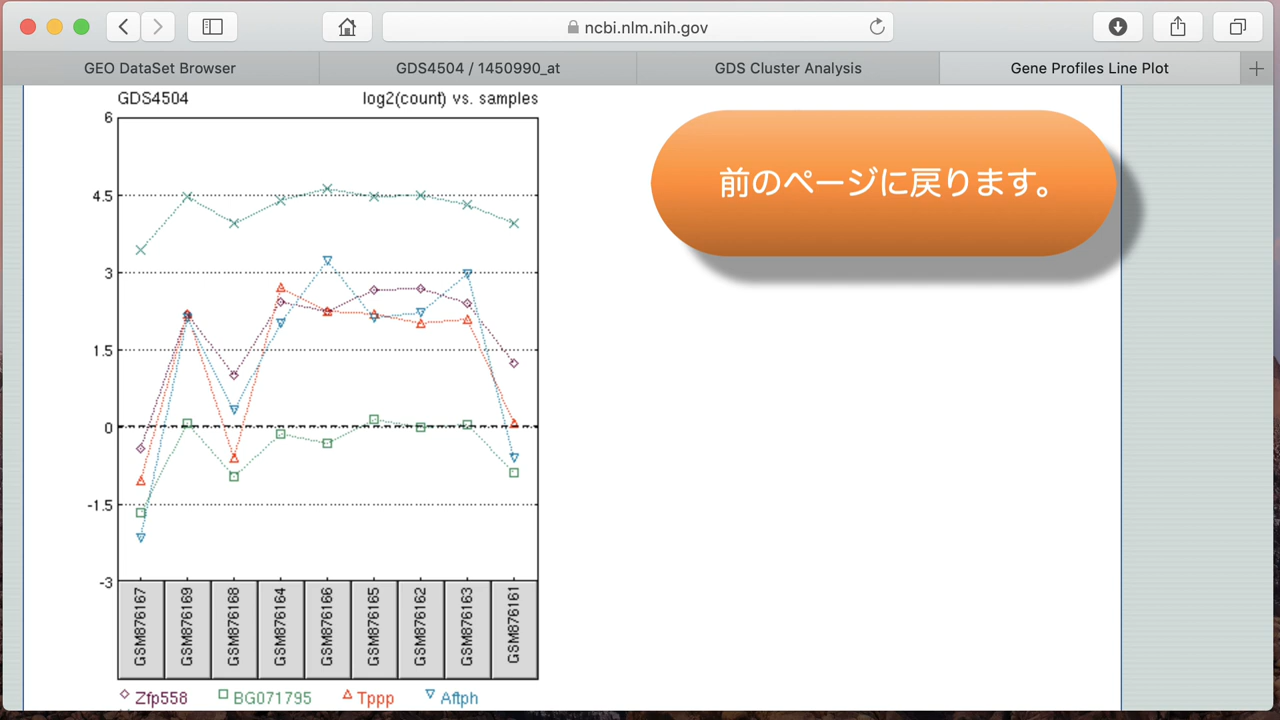 ncbi.nlm.nih.gov
GEO DataSet Browser
GDS4504 / 1450990_at
GDS Cluster Analysis
Gene Profiles Line Plot
GDS4504
log2(count) vs. samples
前のページに戻ります。
6
4.5
3
1.5
0
-1.5
-3
GSM876167
GSM876169
GSM876168
GSM876164
GSM876166
GSM876165
GSM876162
GSM876163
GSM876161
Zfp558 BG071795 Tppp Aftph